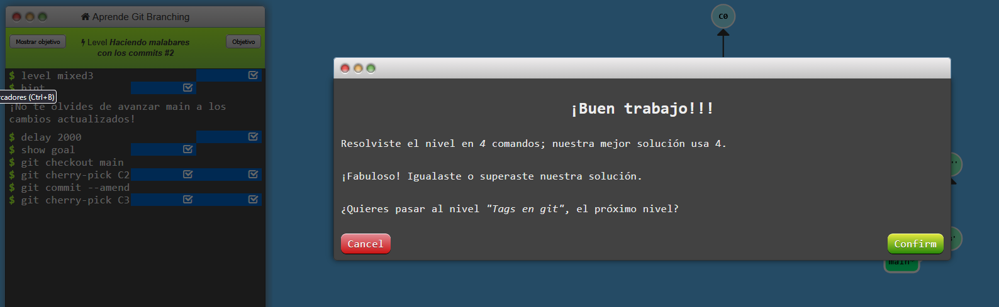 Aprende Git Branching
Mostrar objetivo
Level Haciendo malabares
con los commits #2
Objetivo
$ level mixed3
$ hint
rcadores (Ctrl+B)
¡No te olvides de avanzar main a los
cambios actualizados!
$ delay 2000
$ show goal
$ git checkout main
$ git cherry-pick C2
$ git commit --amend
$ git cherry-pick C3
C0
¡Buen trabajo!!!
Resolviste el nivel en 4 comandos; nuestra mejor solución usa 4.
¡Fabuloso! Igualaste o superaste nuestra solución.
¿Quieres pasar al nivel "Tags en git", el próximo nivel?
Cancel
Confirm
main*